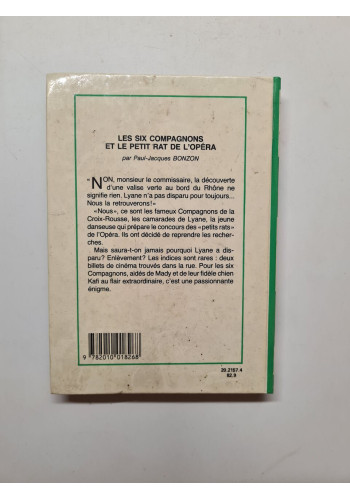 LES SIX COMPAGNONS
ET LE PETIT RAT DE L'OPÉRA
par Paul-Jacques BONZON
« NON, monsieur le commissaire, la découverte
d'une valise verte au bord du Rhône ne
signifie rien. Lyane n'a pas disparu pour toujours...
Nous la retrouverons! »
«Nous», ce sont les fameux Compagnons de la
Croix-Rousse, les camarades de Lyane, la jeune
danseuse qui prépare le concours des «petits rats»
de l'Opéra. Ils ont décidé de reprendre les recher-
ches.
Mais saura-t-on jamais pourquoi Lyane a dis-
paru? Enlèvement? Les indices sont rares : deux
billets de cinéma trouvés dans la rue. Pour les six
Compagnons, aidés de Mady et de leur fidèle chien
Kafi au flair extraordinaire, c'est une passionnante
énigme.
9 782010 018268
20.2167.4
82.9